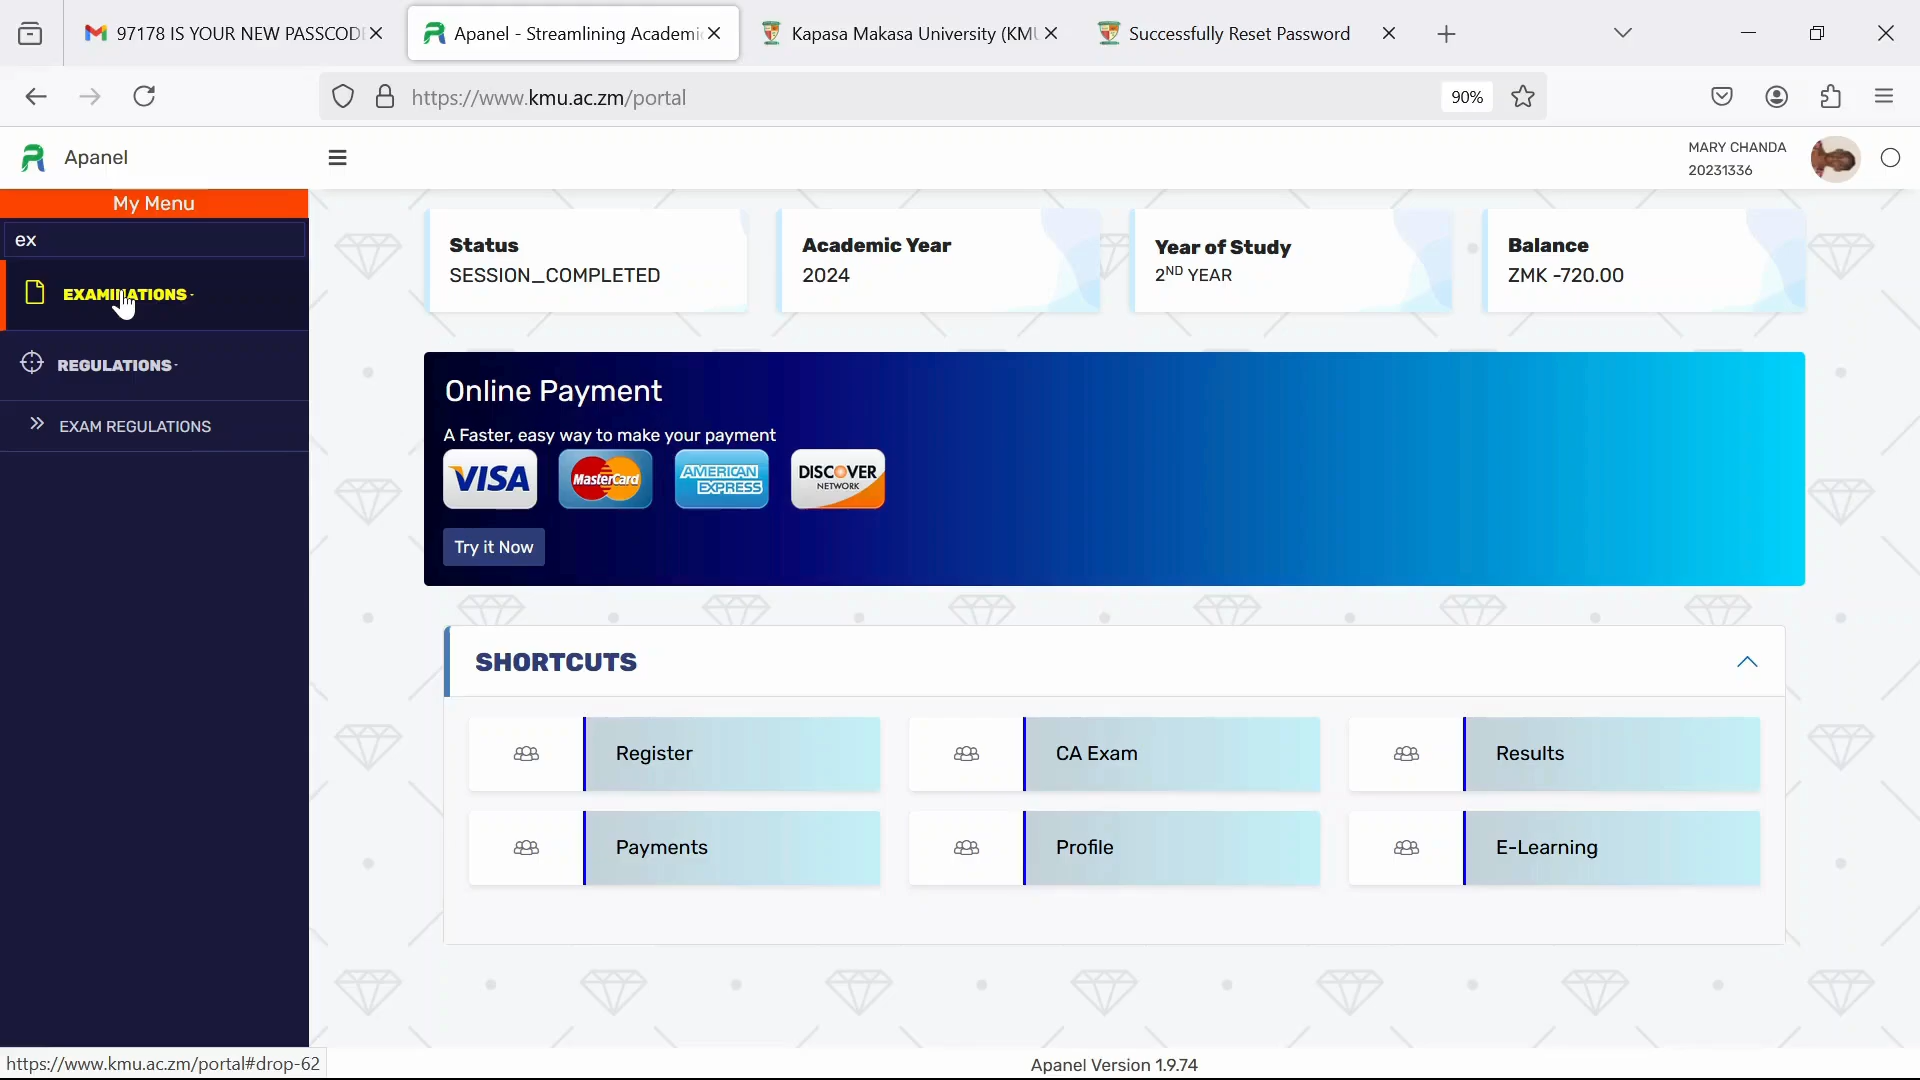 97178 IS YOUR NEW PASSCODE
Apanel - Streamlining Academi
Kapasa Makasa University (KMU
Successfully Reset Password
https://www.kmu.ac.zm/portal
90%
Apanel
MARY CHANDA
20231336
My Menu
ex
EXAMINATIONS
REGULATIONS
EXAM REGULATIONS
Status
SESSION_COMPLETED
Academic Year
2024
Year of Study
2ND YEAR
Balance
ZMK -720.00
Online Payment
A Faster, easy way to make your payment
VISA
MasterCard
AMERICAN EXPRESS
DISCOVER NETWORK
Try it Now
SHORTCUTS
Register
CA Exam
Results
Payments
Profile
E-Learning
https://www.kmu.ac.zm/portal#drop-62
Apanel Version 1.9.74